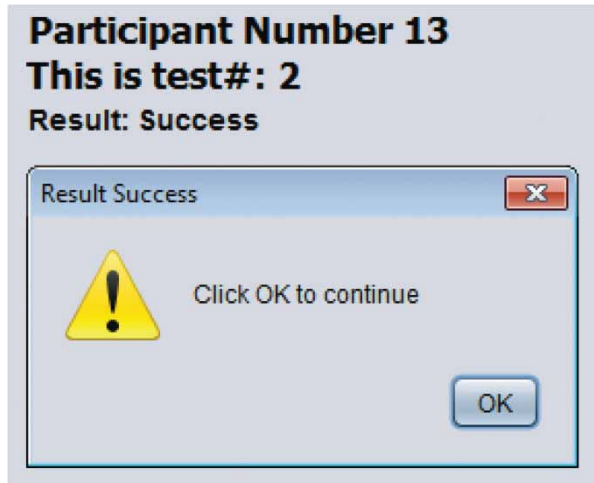 Participant Number 13
This is test#: 2
Result: Success
Result Success
Click OK to continue
OK